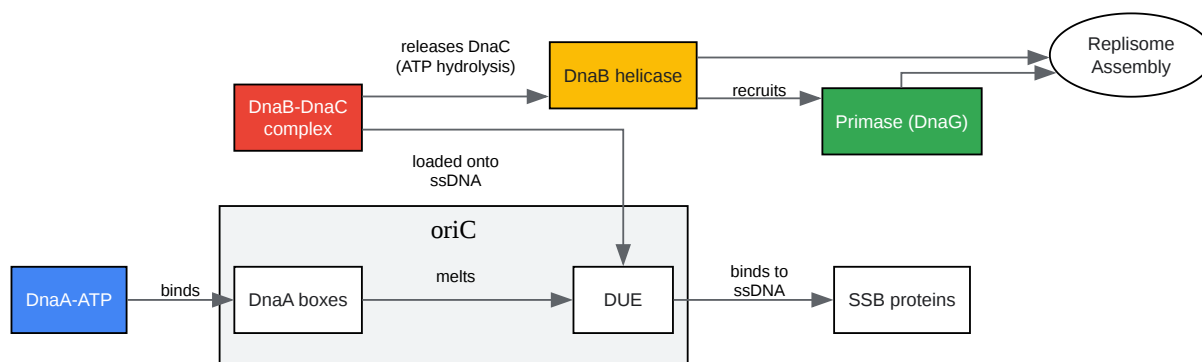 releases DnaC
(ATP hydrolysis)
DnaB helicase
Replisome
Assembly
DnaB-DnaC
complex
recruits
Primase (DnaG)
loaded onto
ssDNA
oriC
DnaA-ATP
binds
DnaA boxes
melts
DUE
binds to
ssDNA
SSB proteins